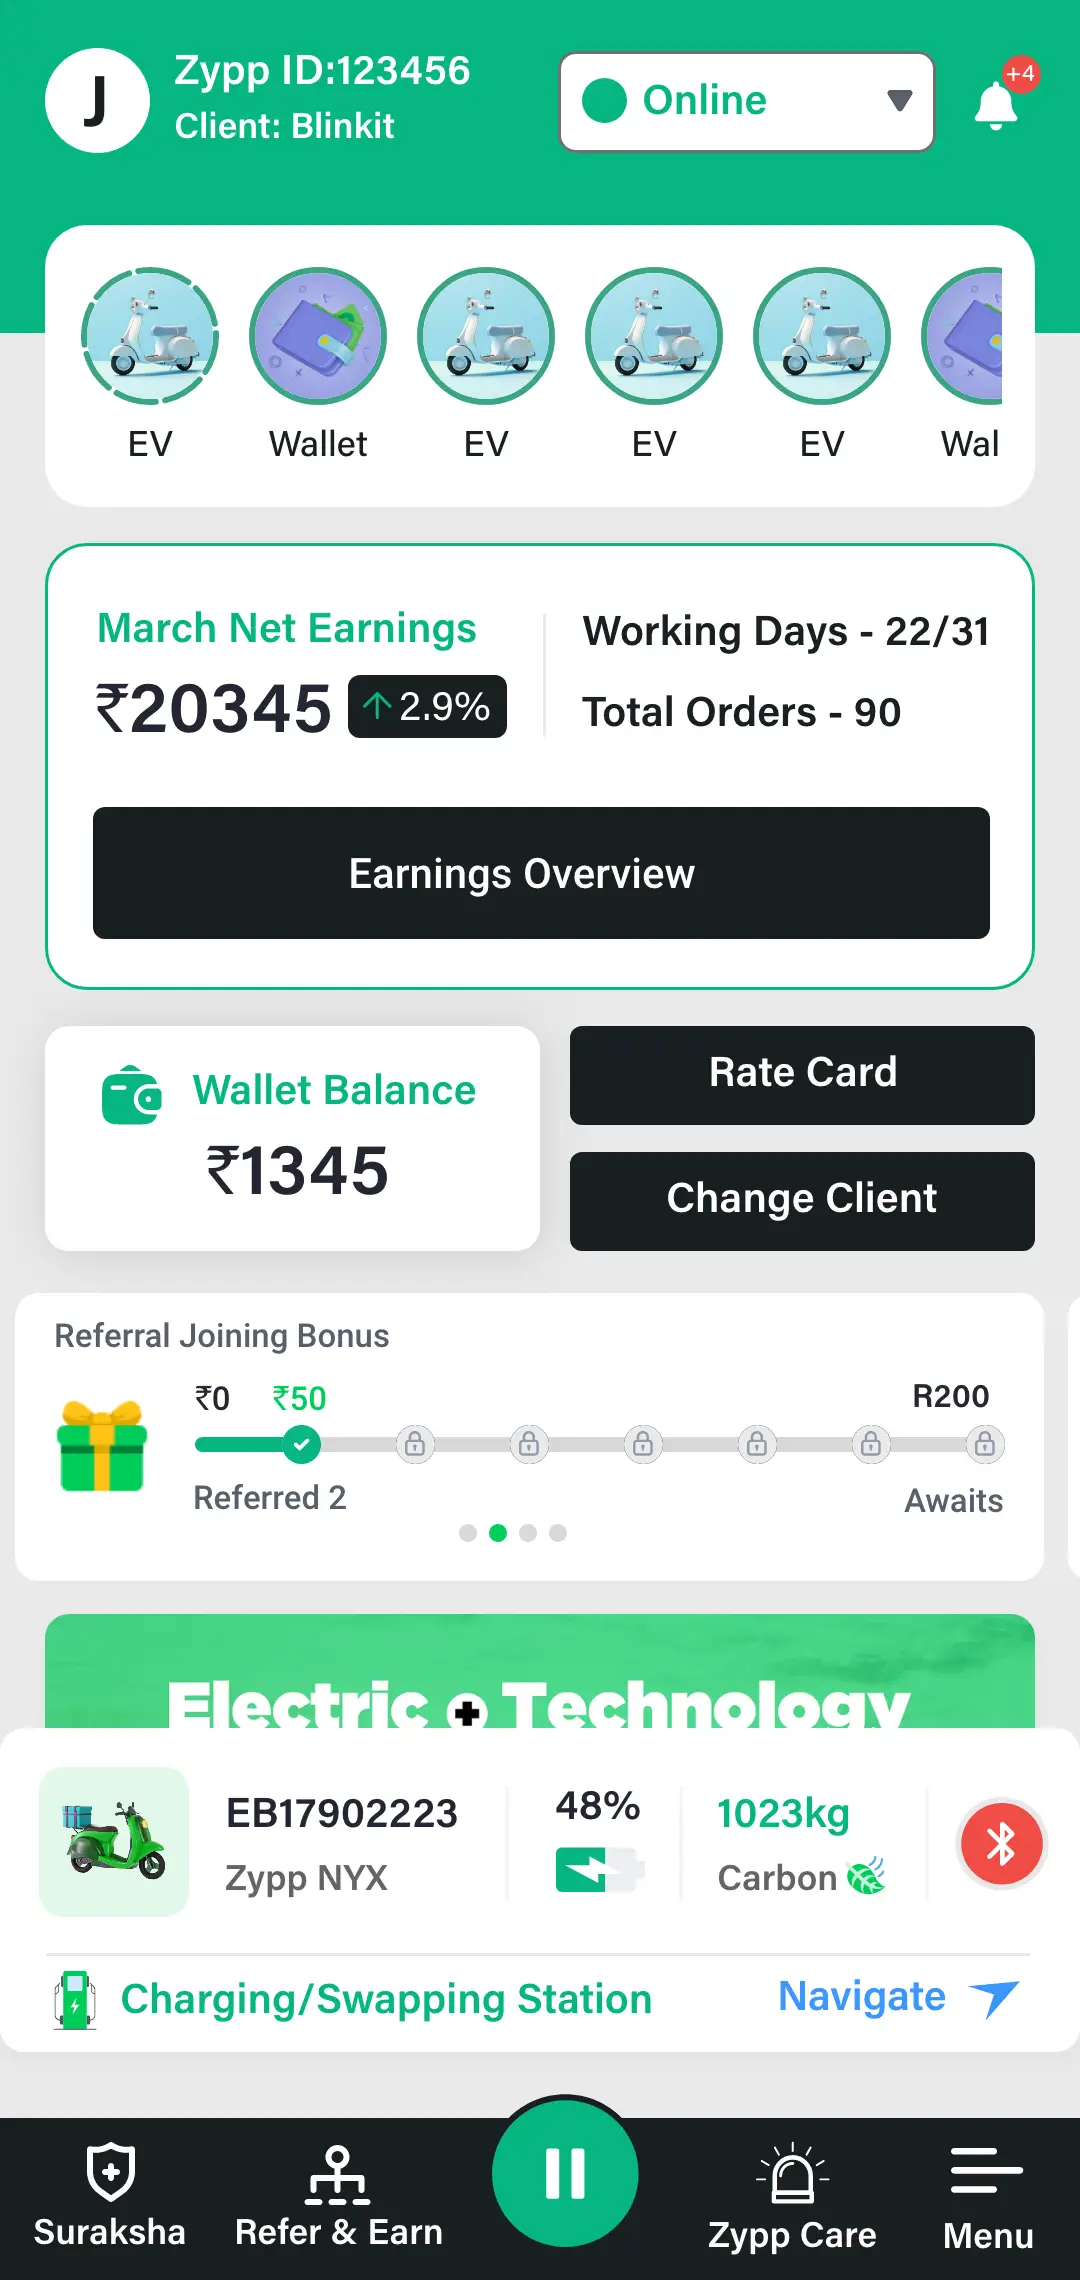 J
Zypp ID:123456
Client: Blinkit
Online
+4
EV
Wallet
EV
EV
EV
Wal
March Net Earnings
₹20345
2.9%
Working Days - 22/31
Total Orders - 90
Earnings Overview
Wallet Balance
₹1345
Rate Card
Change Client
Referral Joining Bonus
₹0
₹50
R200
Referred 2
Awaits
Electric + Technology
EB17902223
Zypp NYX
48%
1023kg
Carbon
Charging/Swapping Station
Navigate
Suraksha
Refer & Earn
Zypp Care
Menu